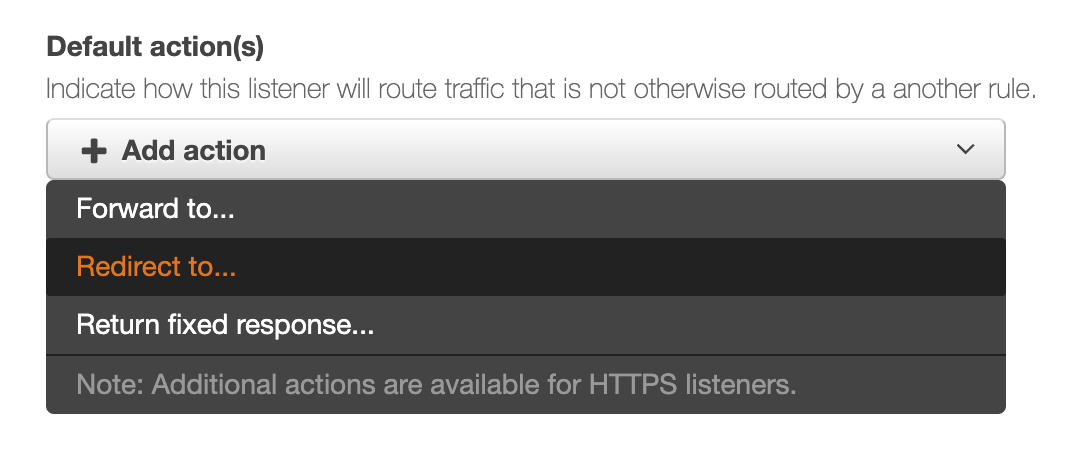 Default action(s)
Indicate how this listener will route traffic that is not otherwise routed by a another rule.
Add action
Forward to...
Redirect to...
Return fixed response...
Note: Additional actions are available for HTTPS listeners.